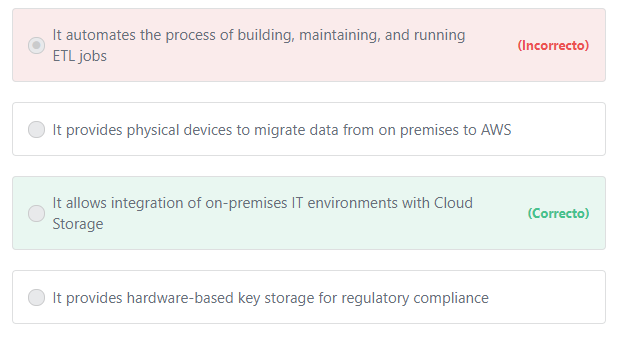 It automates the process of building, maintaining, and running
ETL jobs
(Incorrecto)
It provides physical devices to migrate data from on premises to AWS
It allows integration of on-premises IT environments with Cloud
Storage
(Correcto)
It provides hardware-based key storage for regulatory compliance